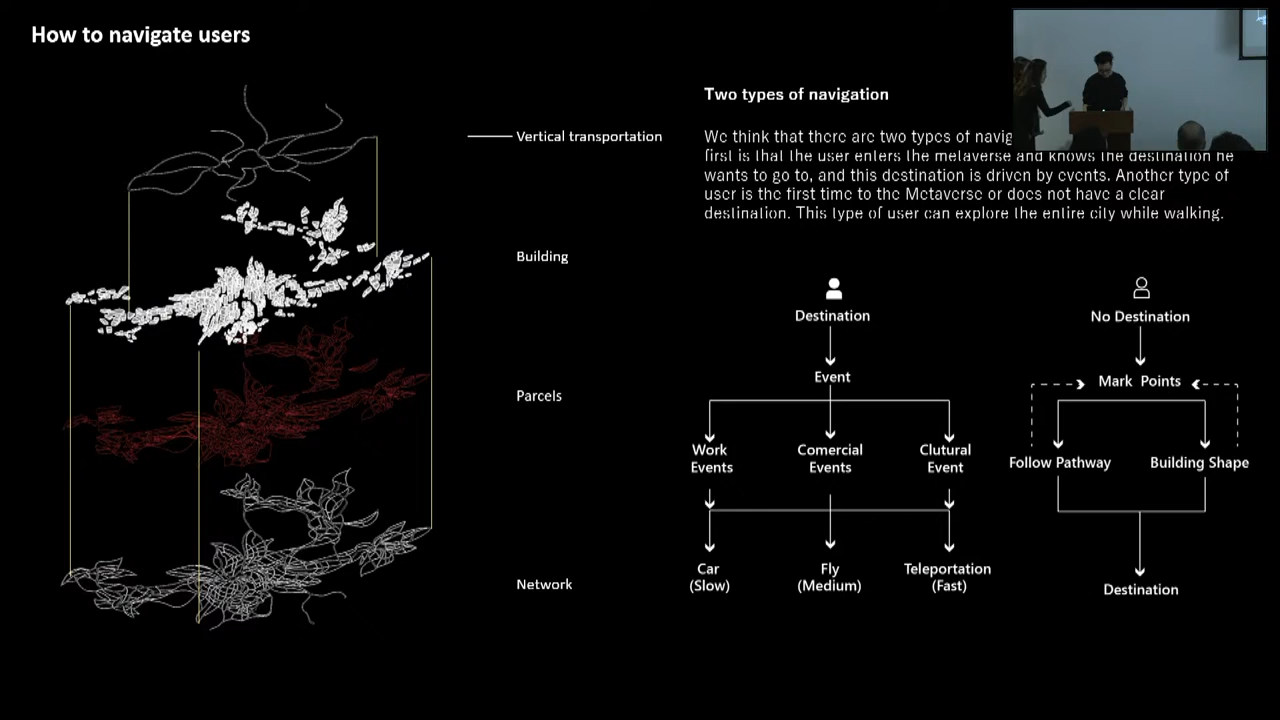 How to navigate users
Vertical transportation
Building
Parcels
Network
Two types of navigation
We think that there are two types of
first is that the user enters the metaverse and knows the destination he
wants to go to, and this destination is driven by events. Another type of
user is the first time to the Metaverse or does not have a clear
destination. This type of user can explore the entire city while walking.
Destination
Event
Work
Events
Comercial
Events
Clutural
Event
Car
(Slow)
Fly
(Medium)
Teleportation
(Fast)
No Destination
Mark Points
Follow Pathway
Building Shape
Destination